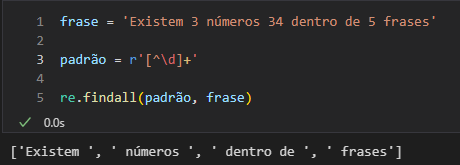 1 frase = 'Existem 3 números 34 dentro de 5 frases'
2
3 padrão = r'[^\d]+'
4
5 re.findall(padrão, frase)
0.0s
['Existem ', ' números ', ' dentro de ', ' frases']